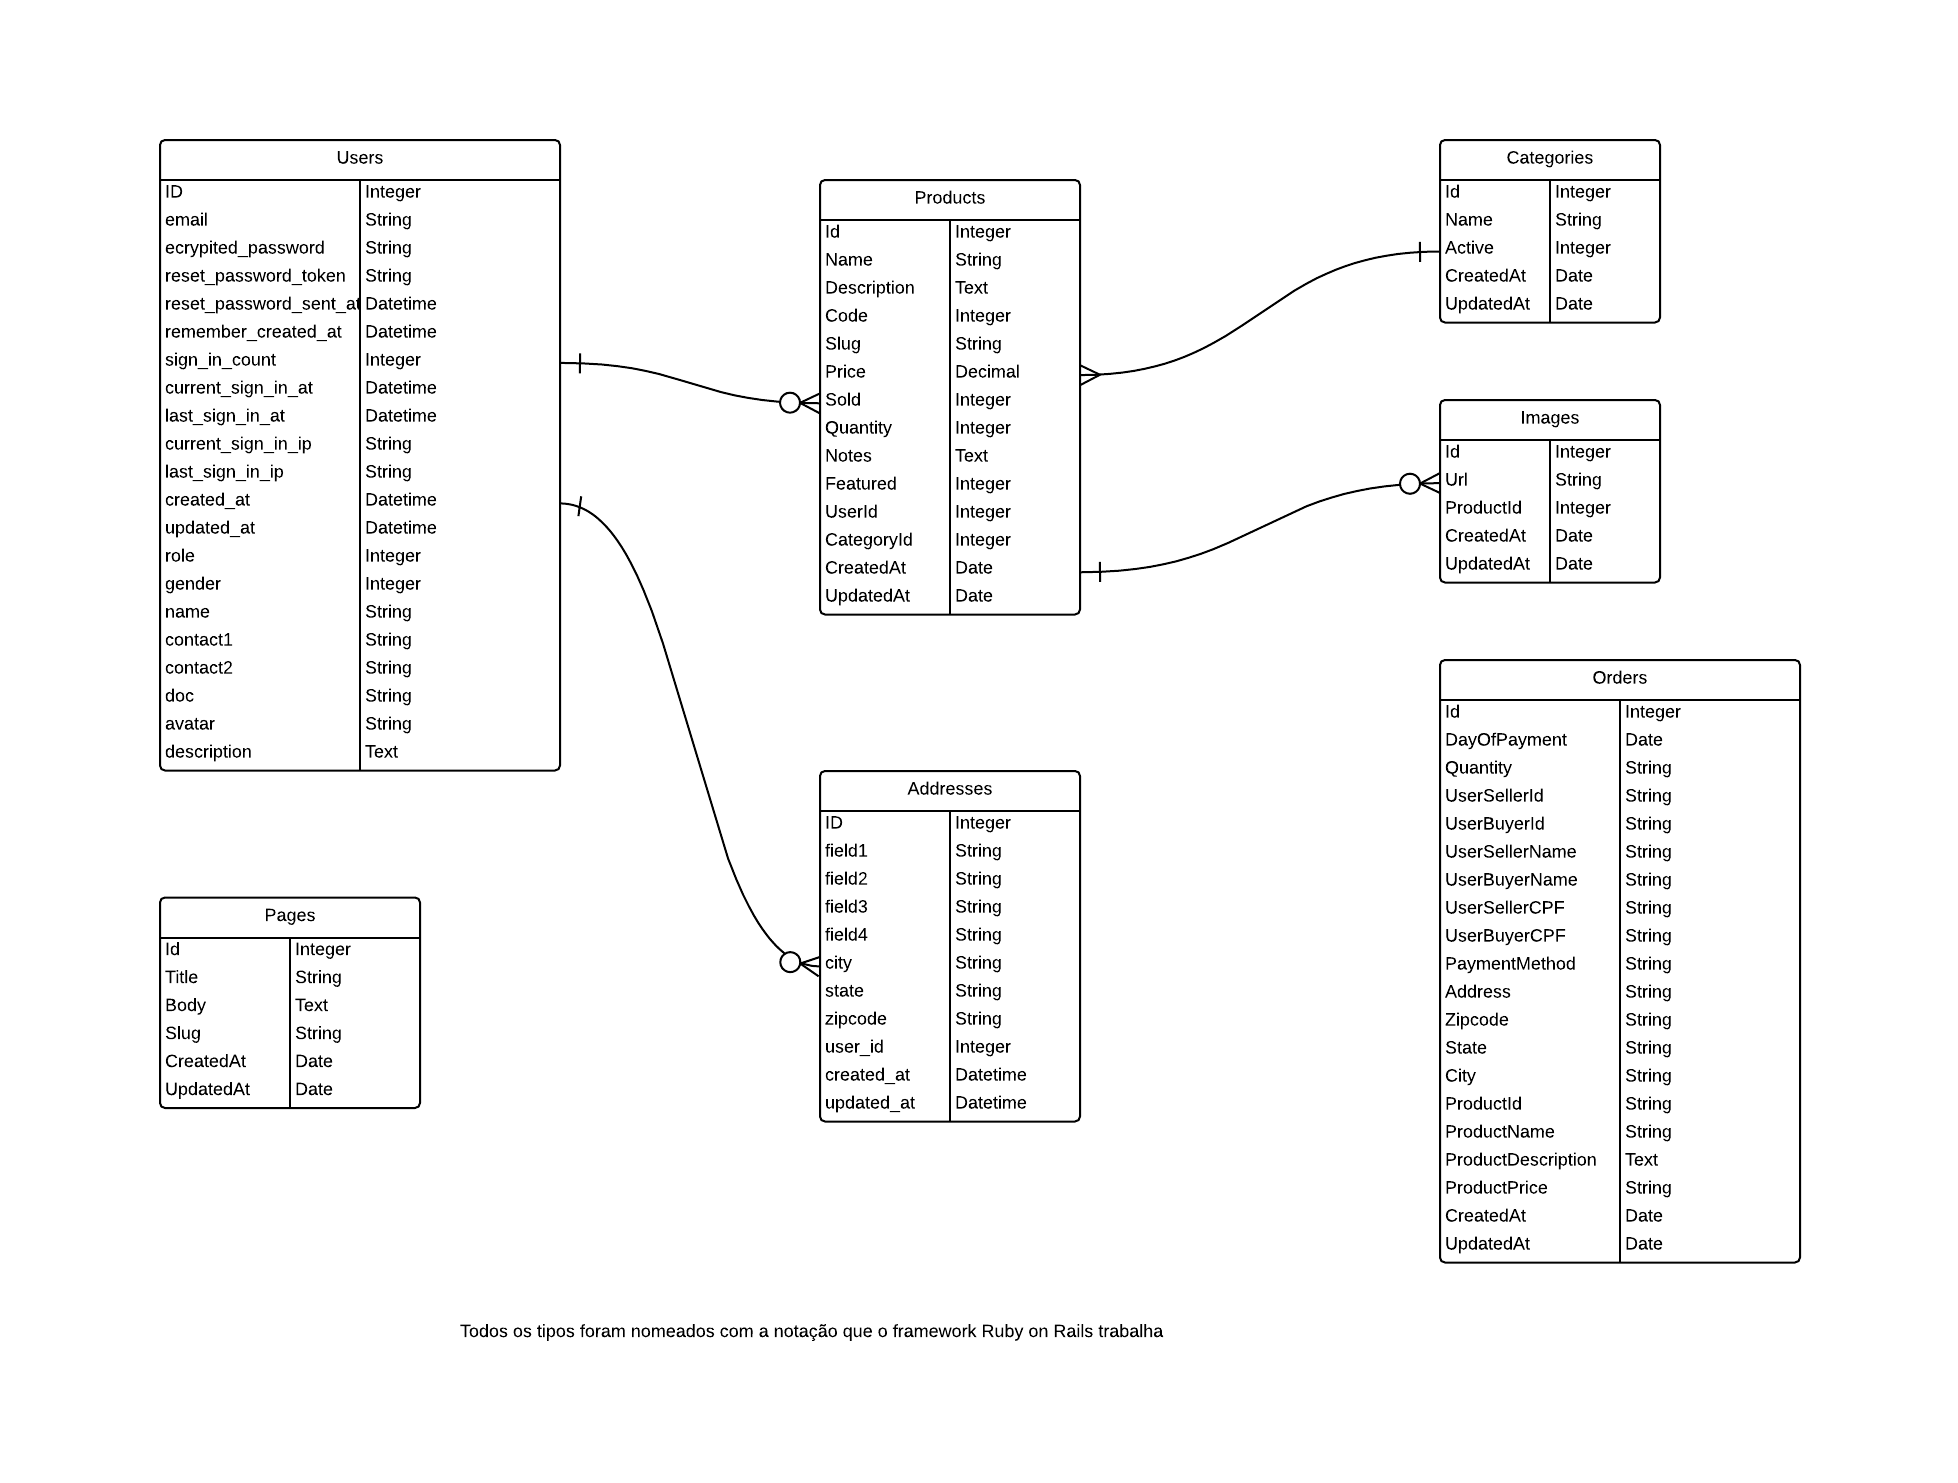 Users
ID Integer
email String
ecrypited_password String
reset_password_token String
reset_password_sent_at Datetime
remember_created_at Datetime
sign_in_count Integer
current_sign_in_at Datetime
last_sign_in_at Datetime
current_sign_in_ip String
last_sign_in_ip String
created_at Datetime
updated_at Datetime
role Integer
gender Integer
name String
contact1 String
contact2 String
doc String
avatar String
description Text
Products
Id Integer
Name String
Description Text
Code Integer
Slug String
Price Decimal
Sold Integer
Quantity Integer
Notes Text
Featured Integer
UserId Integer
CategoryId Integer
CreatedAt Date
UpdatedAt Date
Categories
Id Integer
Name String
Active Integer
CreatedAt Date
UpdatedAt Date
Images
Id Integer
Url String
ProductId Integer
CreatedAt Date
UpdatedAt Date
Orders
Id Integer
DayOfPayment Date
Quantity String
UserSellerId String
UserBuyerId String
UserSellerName String
UserBuyerName String
UserSellerCPF String
UserBuyerCPF String
PaymentMethod String
Address String
Zipcode String
State String
City String
ProductId String
ProductName String
ProductDescription Text
ProductPrice String
CreatedAt Date
UpdatedAt Date
Addresses
ID Integer
field1 String
field2 String
field3 String
field4 String
city String
state String
zipcode String
user_id Integer
created_at Datetime
updated_at Datetime
Pages
Id Integer
Title String
Body Text
Slug String
CreatedAt Date
UpdatedAt Date
Todos os tipos foram nomeados com a notação que o framework Ruby on Rails trabalha